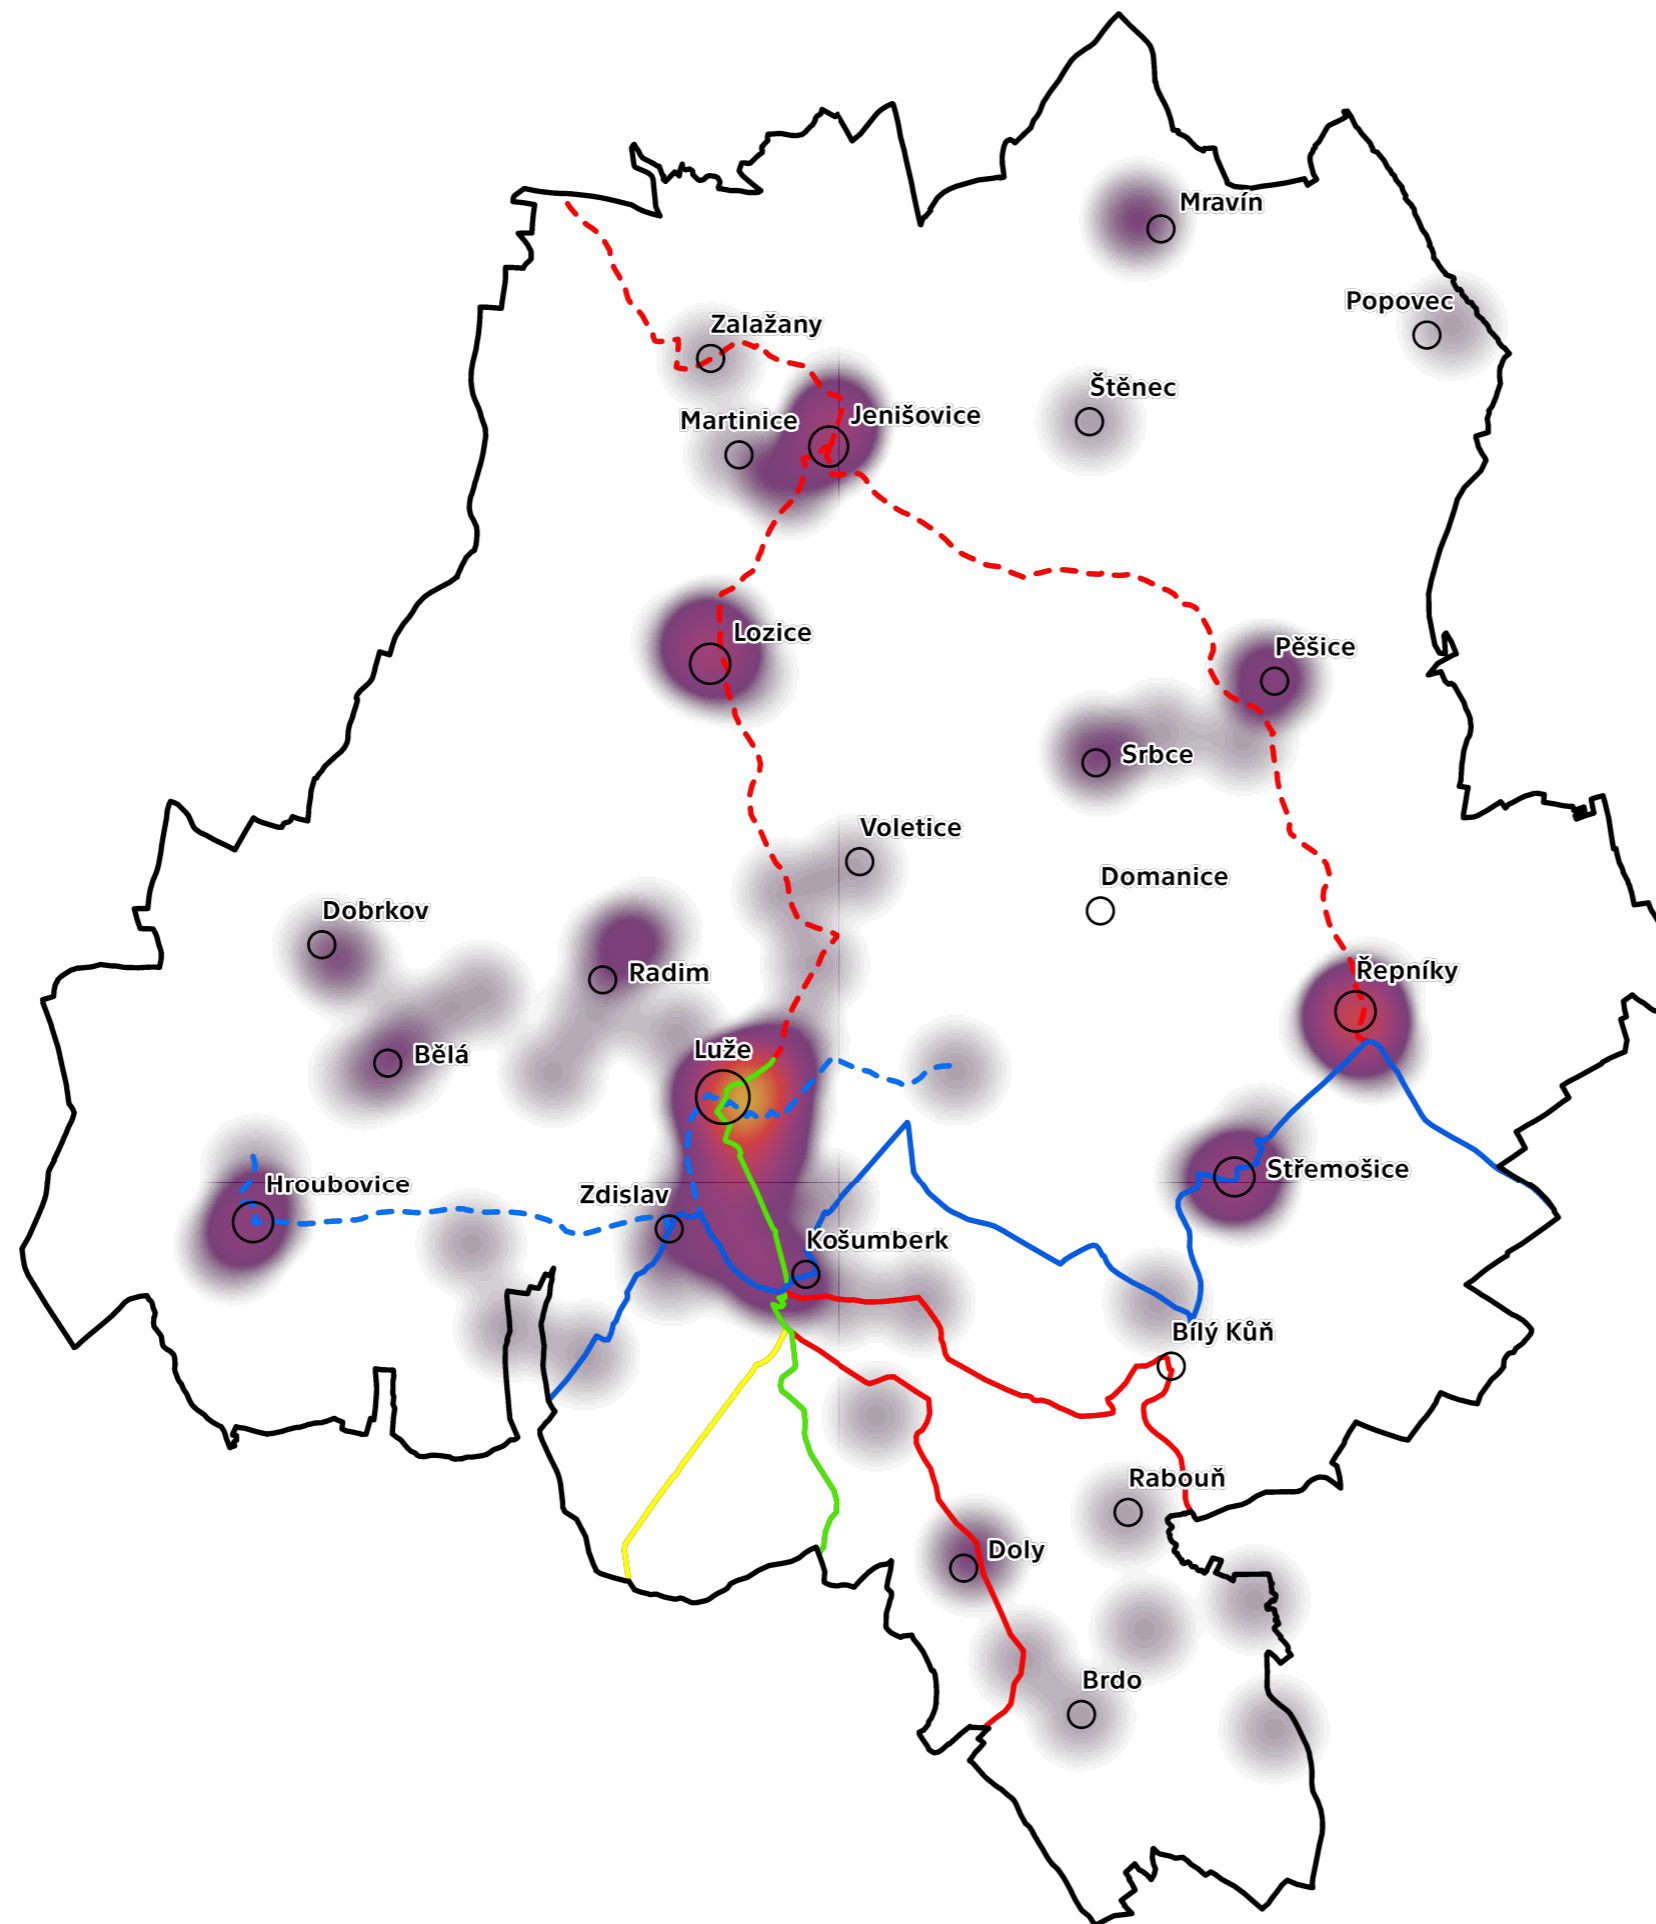 Mravín
Popovec
Zalažany
Štěnec
Martinice
Jenišovice
Lozice
Pěšice
Srbce
Voletice
Domanice
Dobrkov
Radim
Řepníky
Bělá
Luže
Střemošice
Hroubovice
Zdislav
Košumberk
Bílý Kůň
Rabouň
Doly
Brdo